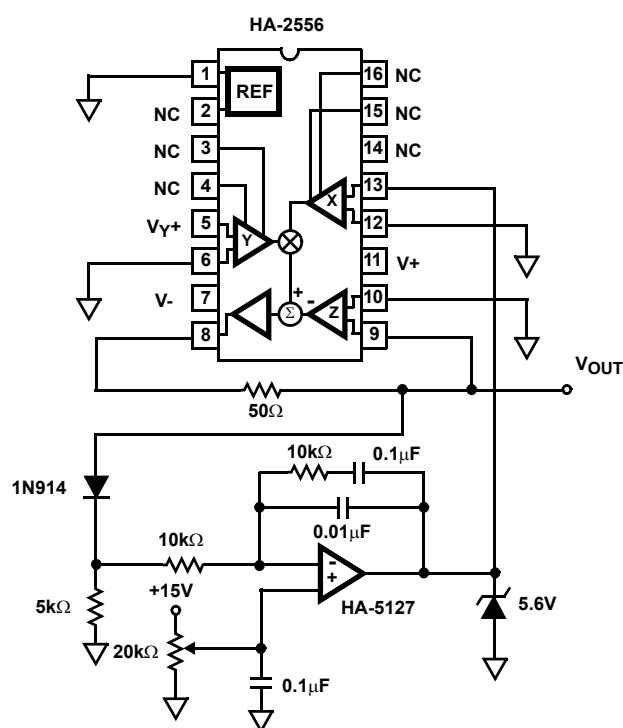 HA-2556
1
REF
16
NC
NC
2
15
NC
NC
3
14
NC
NC
4
13
X
VY+
5
Y
12
6
11
V+
V-
7
+
-
10
Σ
Z
8
9
VOUT
50Ω
10kΩ
0.1µF
1N914
0.01µF
10kΩ
-
+
+15V
HA-5127
5.6V
5kΩ
20kΩ
0.1µF